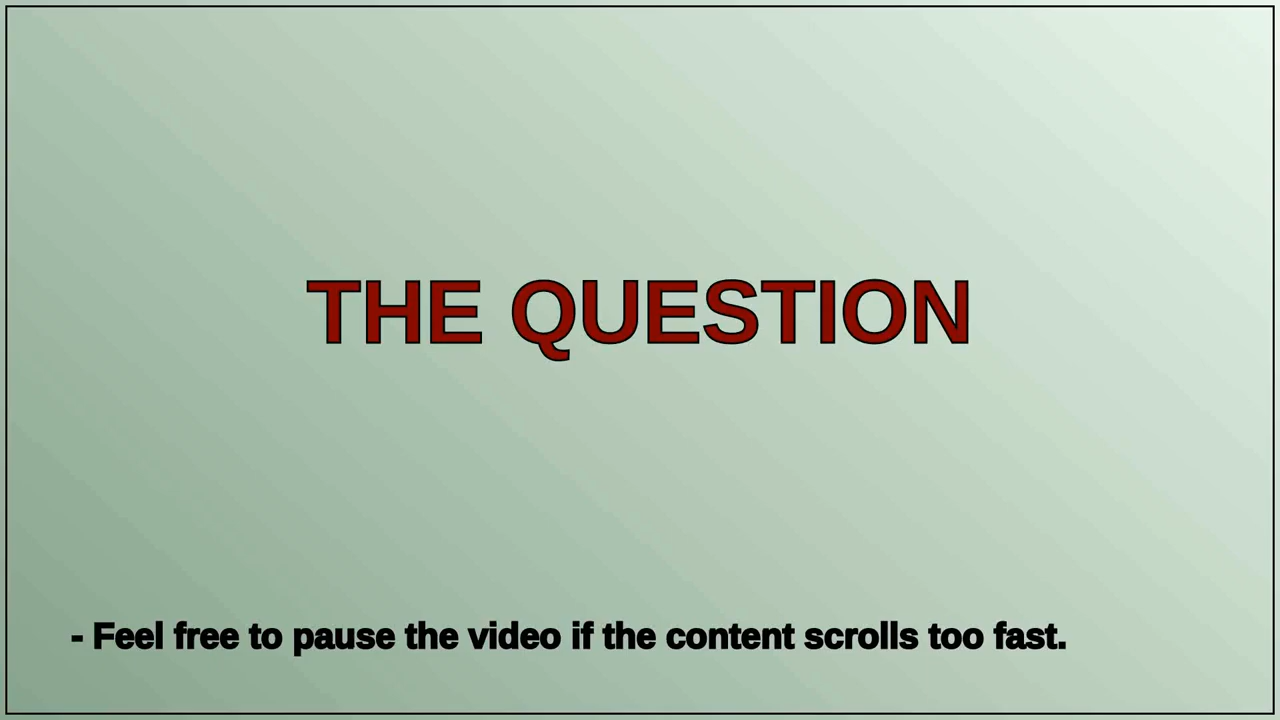 THE QUESTION
- Feel free to pause the video if the content scrolls too fast.